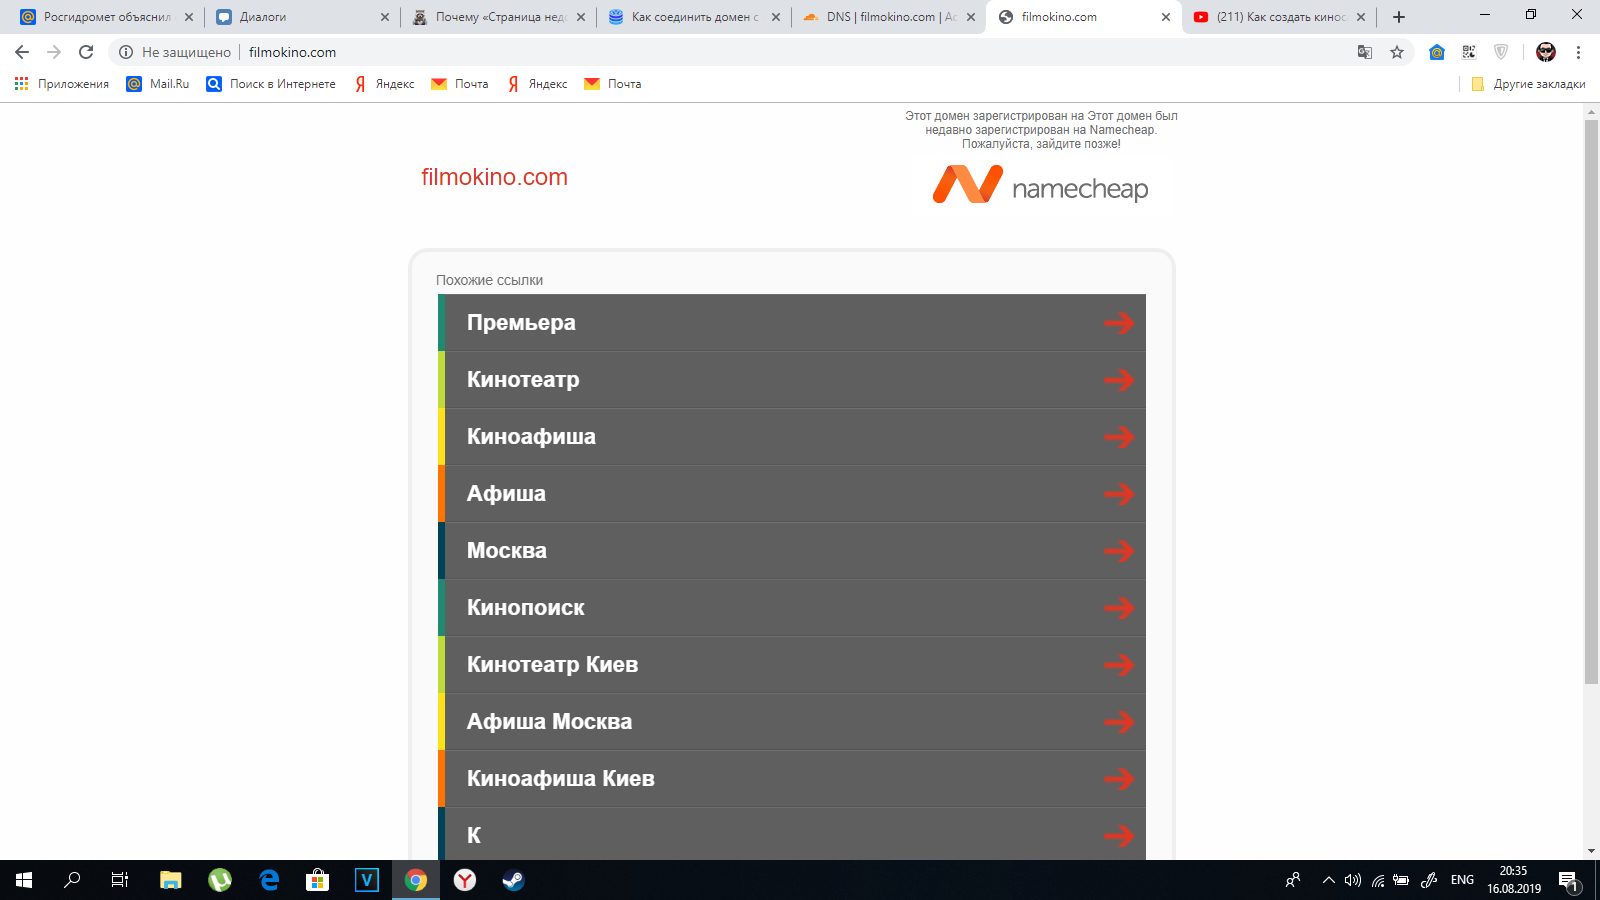 Росгидромет объяснил
Диалоги
Почему «Страница недо
Как соединить домен с
DNS | filmokino.com | Ac
filmokino.com
(211) Как создать кинос
Не защищено
filmokino.com
Приложения
Mail.Ru
Поиск в Интернете
Яндекс
Почта
Яндекс
Почта
Другие закладки
Этот домен зарегистрирован на Этот домен был
недавно зарегистрирован на Namecheap.
Пожалуйста, зайдите позже!
filmokino.com
namecheap
Похожие ссылки
Премьера
Кинотеатр
Киноафиша
Афиша
Москва
Кинопоиск
Кинотеатр Киев
Афиша Москва
Киноафиша Киев
К
ENG
20:35
16.08.2019
1